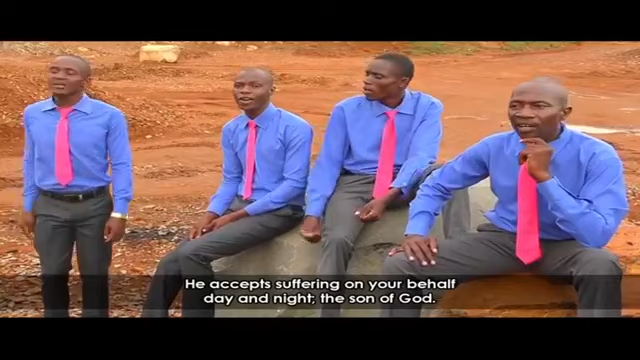 He accepts suffering on your behalf
day and night; the son of God.